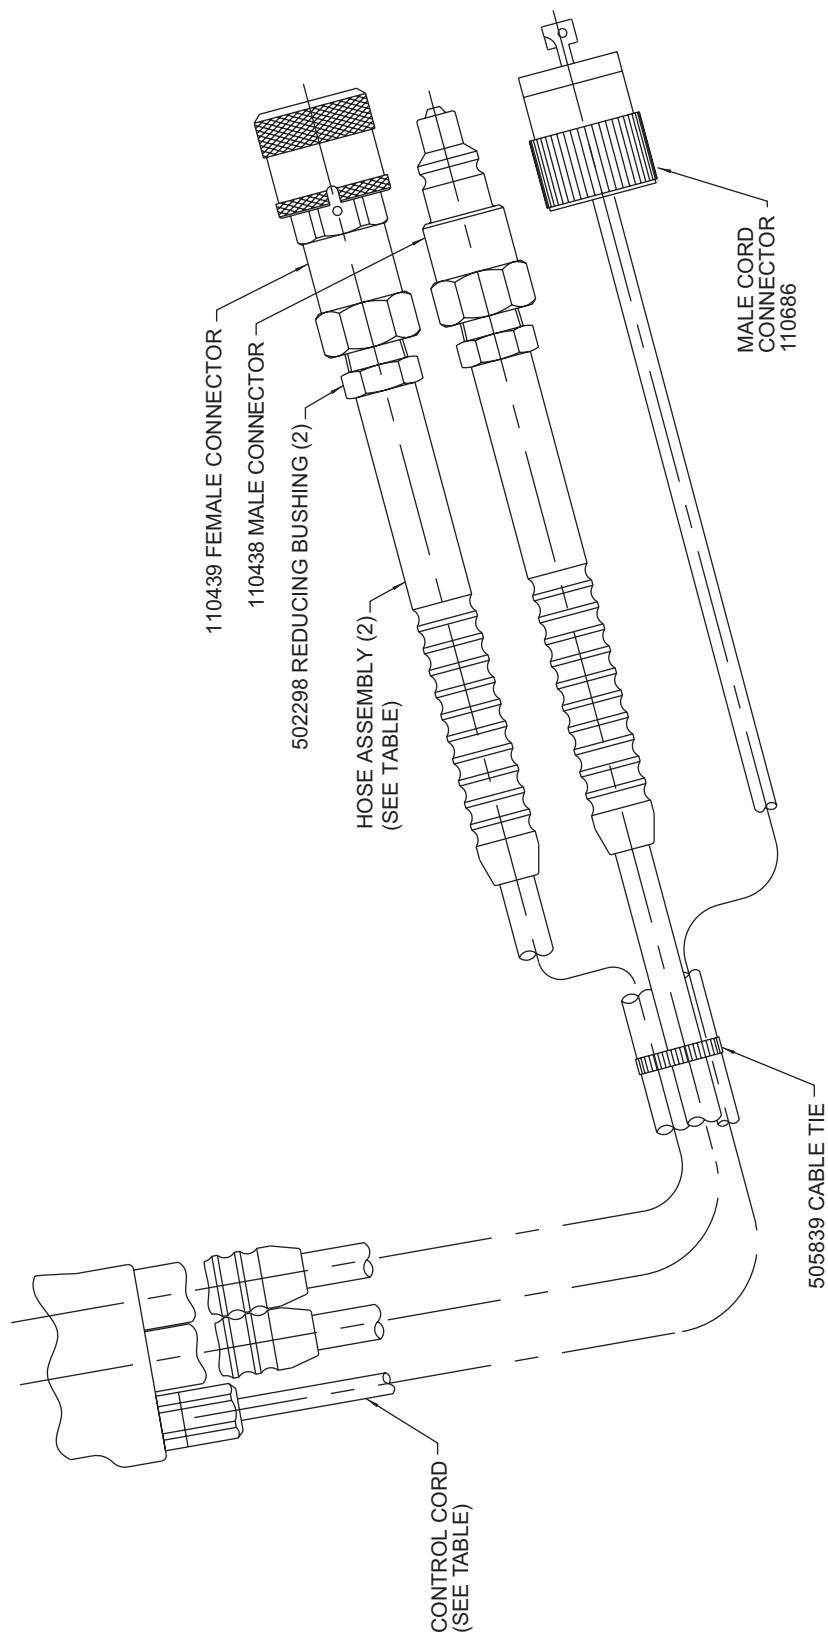 110439 FEMALE CONNECTOR
110438 MALE CONNECTOR
502298 REDUCING BUSHING (2)
HOSE ASSEMBLY (2)
(SEE TABLE)
MALE CORD
CONNECTOR
110686
505839 CABLE TIE
CONTROL CORD
(SEE TABLE)